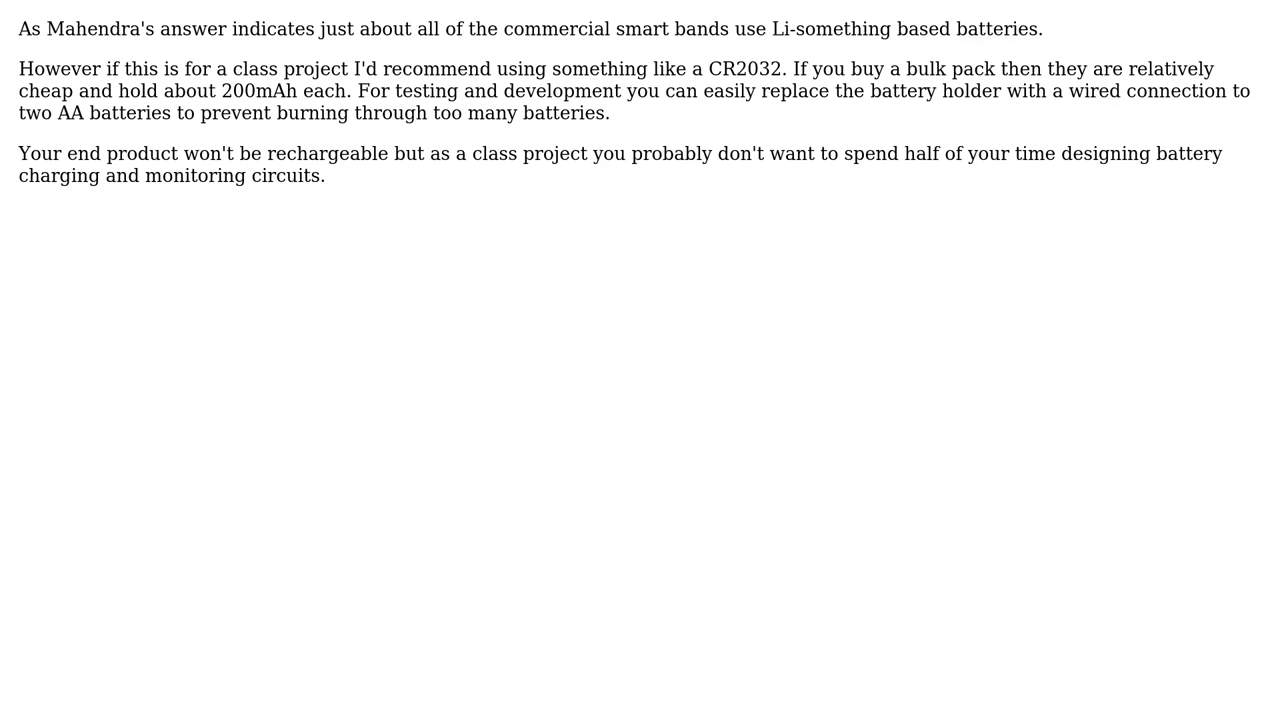 As Mahendra's answer indicates just about all of the commercial smart bands use Li-something based batteries.
However if this is for a class project I'd recommend using something like a CR2032. If you buy a bulk pack then they are relatively
cheap and hold about 200mAh each. For testing and development you can easily replace the battery holder with a wired connection to
two AA batteries to prevent burning through too many batteries.
Your end product won't be rechargeable but as a class project you probably don't want to spend half of your time designing battery
charging and monitoring circuits.